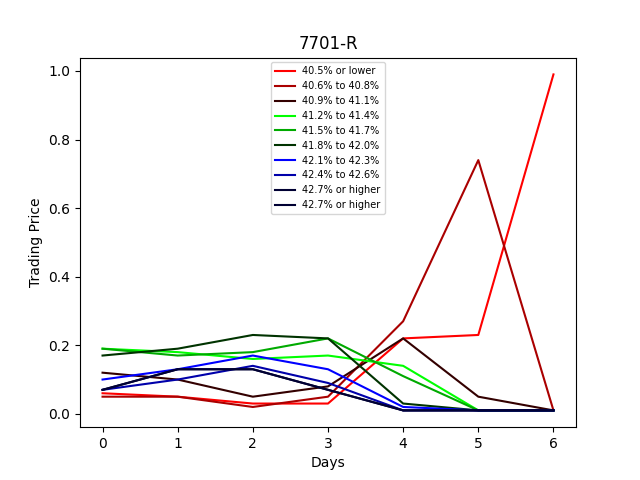 7701-R
1.0
0.8
0.6
0.4
0.2
0.0
Trading Price
40.5% or lower
40.6% to 40.8%
40.9% to 41.1%
41.2% to 41.4%
41.5% to 41.7%
41.8% to 42.0%
42.1% to 42.3%
42.4% to 42.6%
42.7% or higher
42.7% or higher
0 1 2 3 4 5 6
Days